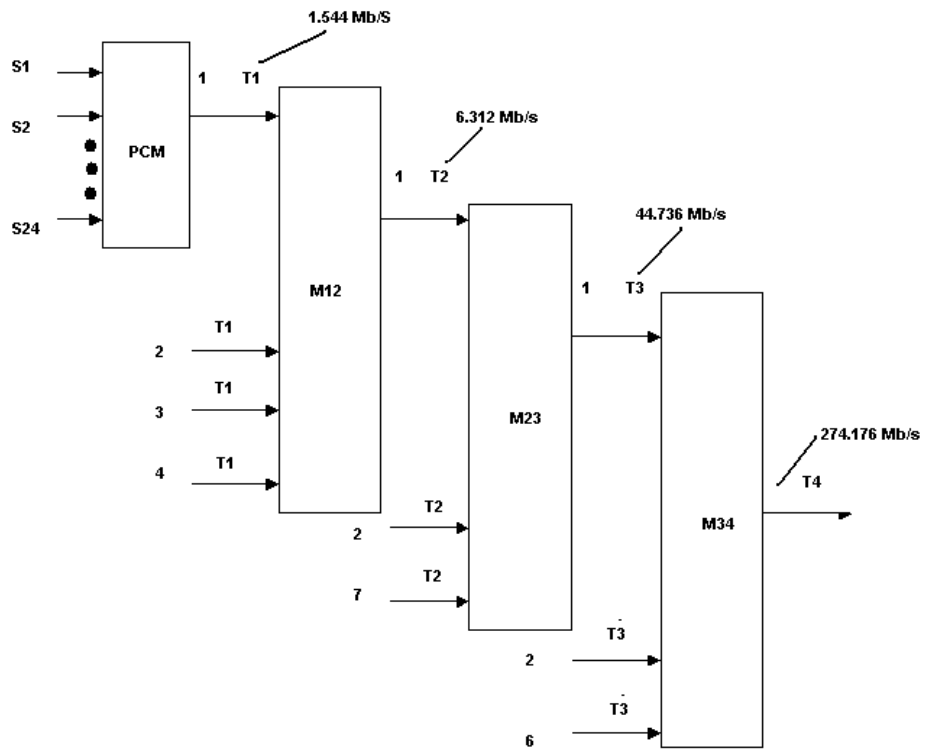 1.544 Mb/S
S1
1 T1
S2
PCM
S24
6.312 Mb/s
1 T2
M12
44.736 Mb/s
1 T3
2 T1
3 T1
4 T1
M23
274.176 Mb/s
T4
M34
2 T2
7 T2
2 T3
6 T3